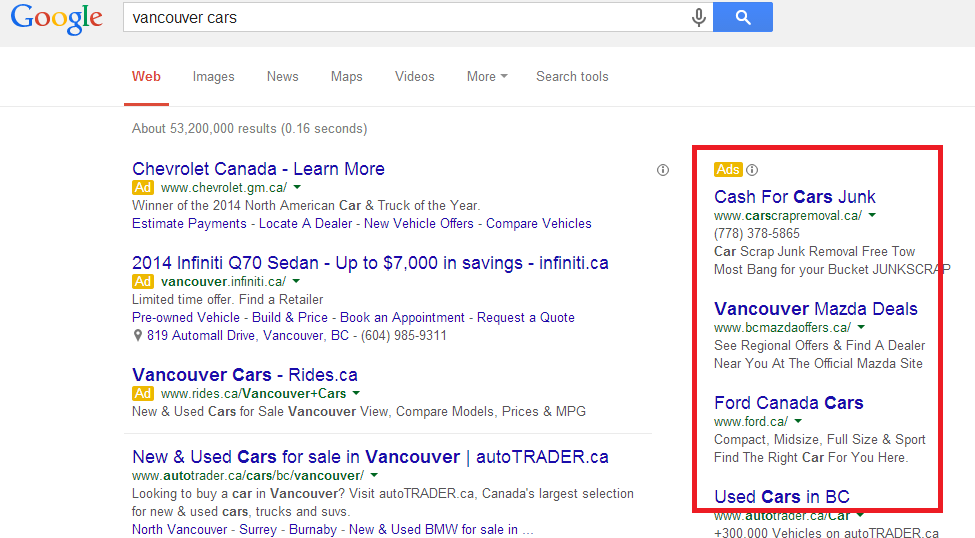 Google
vancouver cars
Web Images News Maps Videos More Search tools
About 53,200,000 results (0.16 seconds)
Chevrolet Canada - Learn More
Ad www.chevrolet.gm.ca/
Winner of the 2014 North American Car & Truck of the Year.
Estimate Payments - Locate A Dealer - New Vehicle Offers - Compare Vehicles
2014 Infiniti Q70 Sedan - Up to $7,000 in savings - infiniti.ca
Ad vancouver.infiniti.ca/
Limited time offer. Find a Retailer
Pre-owned Vehicle - Build & Price - Book an Appointment - Request a Quote
819 Automall Drive, Vancouver, BC - (604) 985-9311
Vancouver Cars - Rides.ca
Ad www.rides.ca/Vancouver+Cars
New & Used Cars for Sale Vancouver View, Compare Models, Prices & MPG
New & Used Cars for sale in Vancouver | autoTRADER.ca
www.autotrader.ca/cars/bc/vancouver/
Looking to buy a car in Vancouver? Visit autoTRADER.ca, Canada's largest selection
for new & used cars, trucks and suvs.
North Vancouver - Surrey - Burnaby - New & Used BMW for sale in ...
Ads
Cash For Cars Junk
www.carscrapremoval.ca/
(778) 378-5865
Car Scrap Junk Removal Free Tow
Most Bang for your Bucket JUNKSCRAP
Vancouver Mazda Deals
www.bcmazdaoffers.ca/
See Regional Offers & Find A Dealer
Near You At The Official Mazda Site
Ford Canada Cars
www.ford.ca/
Compact, Midsize, Full Size & Sport
Find The Right Car For You Here.
Used Cars in BC
www.autotrader.ca/Car
+300.000 Vehicles on autoTRADER.ca